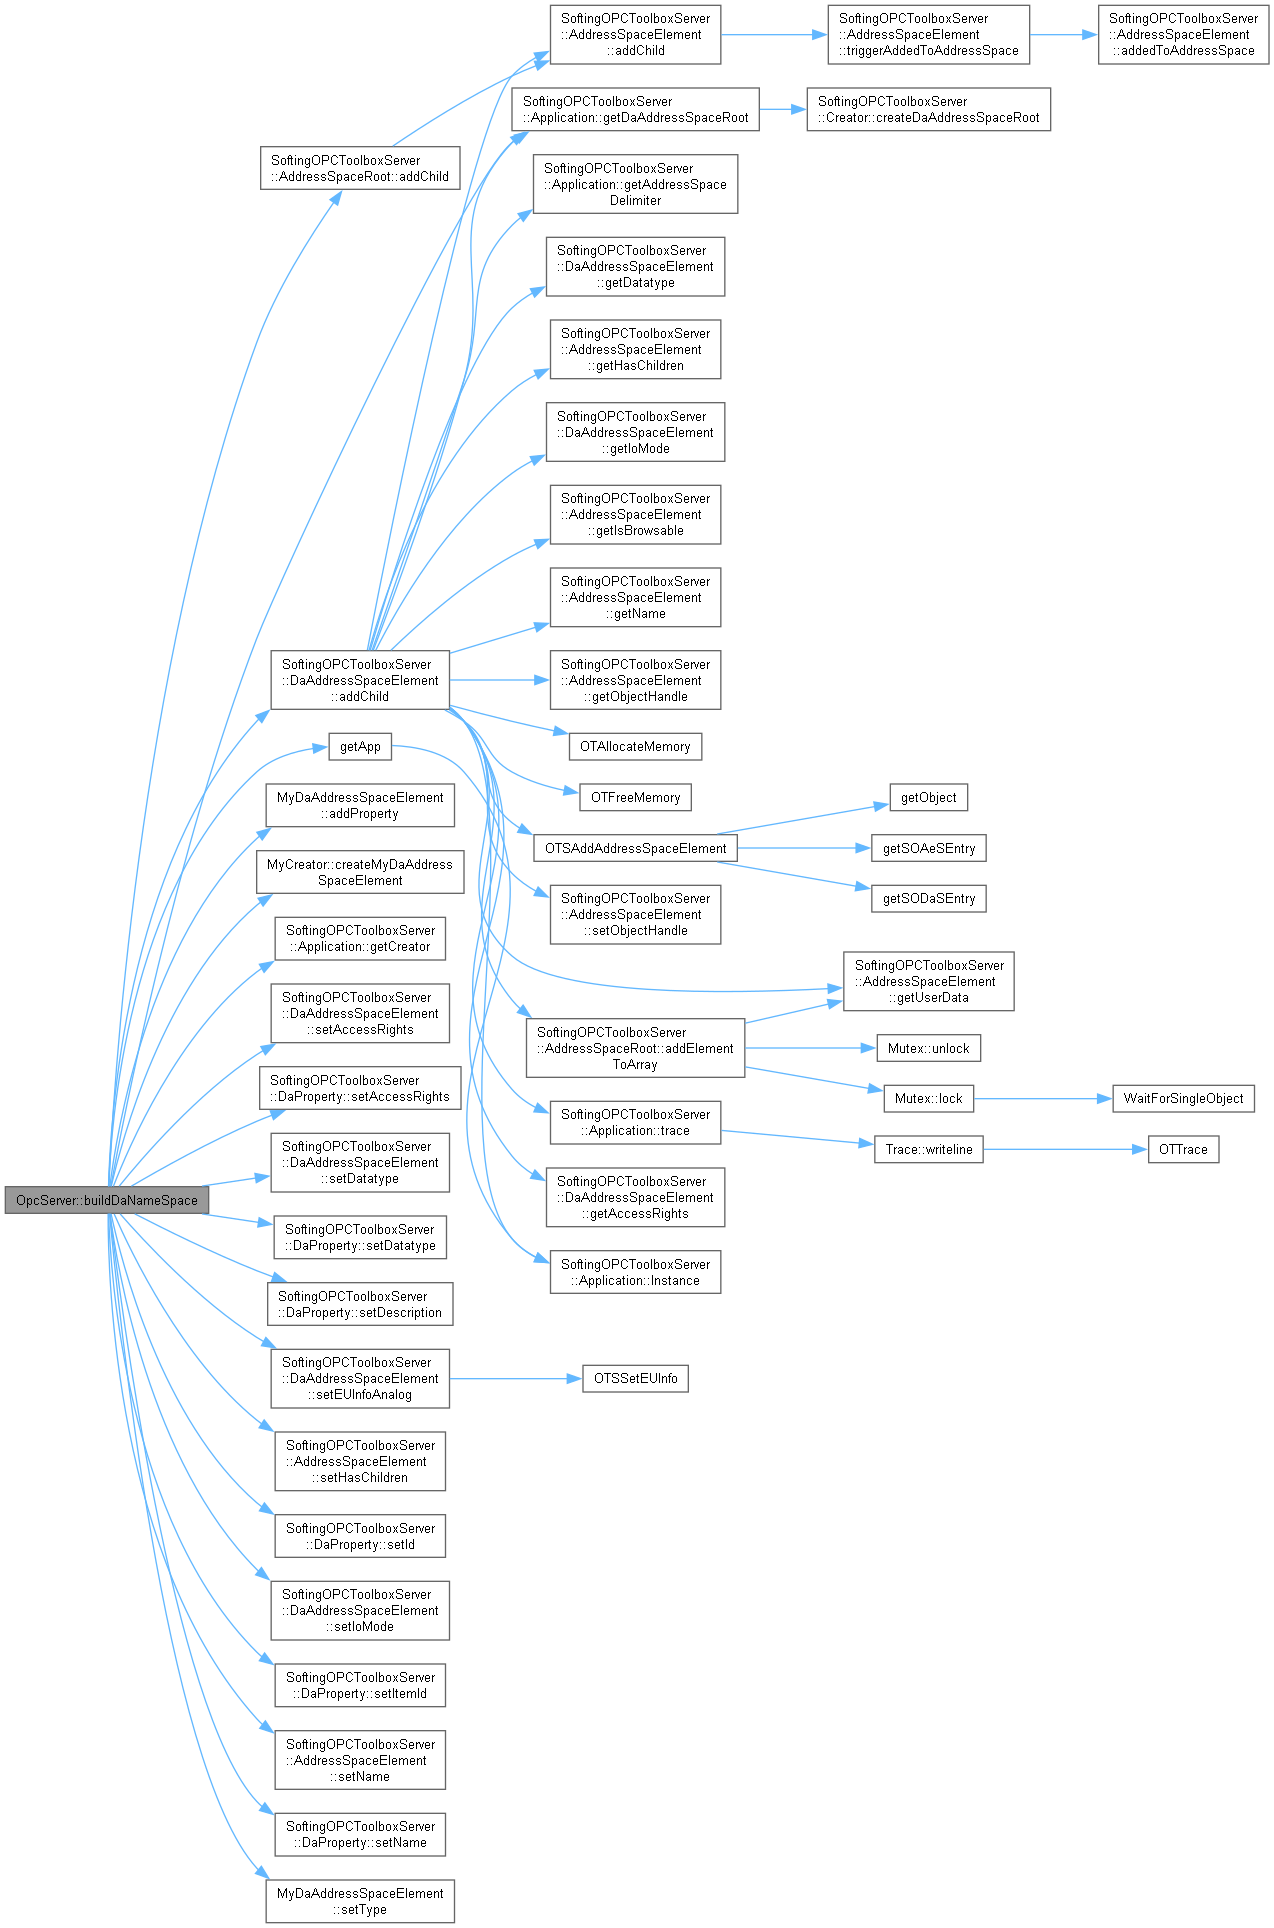 SoftingOPCToolboxServer
::AddressSpaceElement
::addChild
SoftingOPCToolboxServer
::AddressSpaceElement
::triggerAddedToAddressSpace
SoftingOPCToolboxServer
::AddressSpaceElement
::addedToAddressSpace
SoftingOPCToolboxServer
::Application::getDaAddressSpaceRoot
SoftingOPCToolboxServer
::Creator::createDaAddressSpaceRoot
SoftingOPCToolboxServer
::AddressSpaceRoot::addChild
SoftingOPCToolboxServer
::Application::getAddressSpace
Delimiter
SoftingOPCToolboxServer
::DaAddressSpaceElement
::getDatatype
SoftingOPCToolboxServer
::AddressSpaceElement
::getHasChildren
SoftingOPCToolboxServer
::DaAddressSpaceElement
::getIoMode
SoftingOPCToolboxServer
::AddressSpaceElement
::getIsBrowsable
SoftingOPCToolboxServer
::AddressSpaceElement
::getName
SoftingOPCToolboxServer
::DaAddressSpaceElement
::addChild
SoftingOPCToolboxServer
::AddressSpaceElement
::getObjectHandle
getApp
OTAllocateMemory
MyDaAddressSpaceElement
::addProperty
OTFreeMemory
getObject
OTSAddAddressSpaceElement
getSOAeSEntry
getSODaSEntry
MyCreator::createMyDaAddress
SpaceElement
SoftingOPCToolboxServer
::AddressSpaceElement
::setObjectHandle
SoftingOPCToolboxServer
::Application::getCreator
SoftingOPCToolboxServer
::AddressSpaceElement
::getUserData
SoftingOPCToolboxServer
::DaAddressSpaceElement
::setAccessRights
SoftingOPCToolboxServer
::AddressSpaceRoot::addElement
ToArray
Mutex::unlock
Mutex::lock
WaitForSingleObject
SoftingOPCToolboxServer
::DaProperty::setAccessRights
SoftingOPCToolboxServer
::Application::trace
Trace::writeline
OTTrace
SoftingOPCToolboxServer
::DaAddressSpaceElement
::setDatatype
SoftingOPCToolboxServer
::DaAddressSpaceElement
::getAccessRights
OpcServer::buildDaNameSpace
SoftingOPCToolboxServer
::DaProperty::setDatatype
SoftingOPCToolboxServer
::Application::Instance
SoftingOPCToolboxServer
::DaProperty::setDescription
SoftingOPCToolboxServer
::DaAddressSpaceElement
::setEUInfoAnalog
OTSSetEUInfo
SoftingOPCToolboxServer
::AddressSpaceElement
::setHasChildren
SoftingOPCToolboxServer
::DaProperty::setId
SoftingOPCToolboxServer
::DaAddressSpaceElement
::setIoMode
SoftingOPCToolboxServer
::DaProperty::setItemId
SoftingOPCToolboxServer
::AddressSpaceElement
::setName
SoftingOPCToolboxServer
::DaProperty::setName
MyDaAddressSpaceElement
::setType